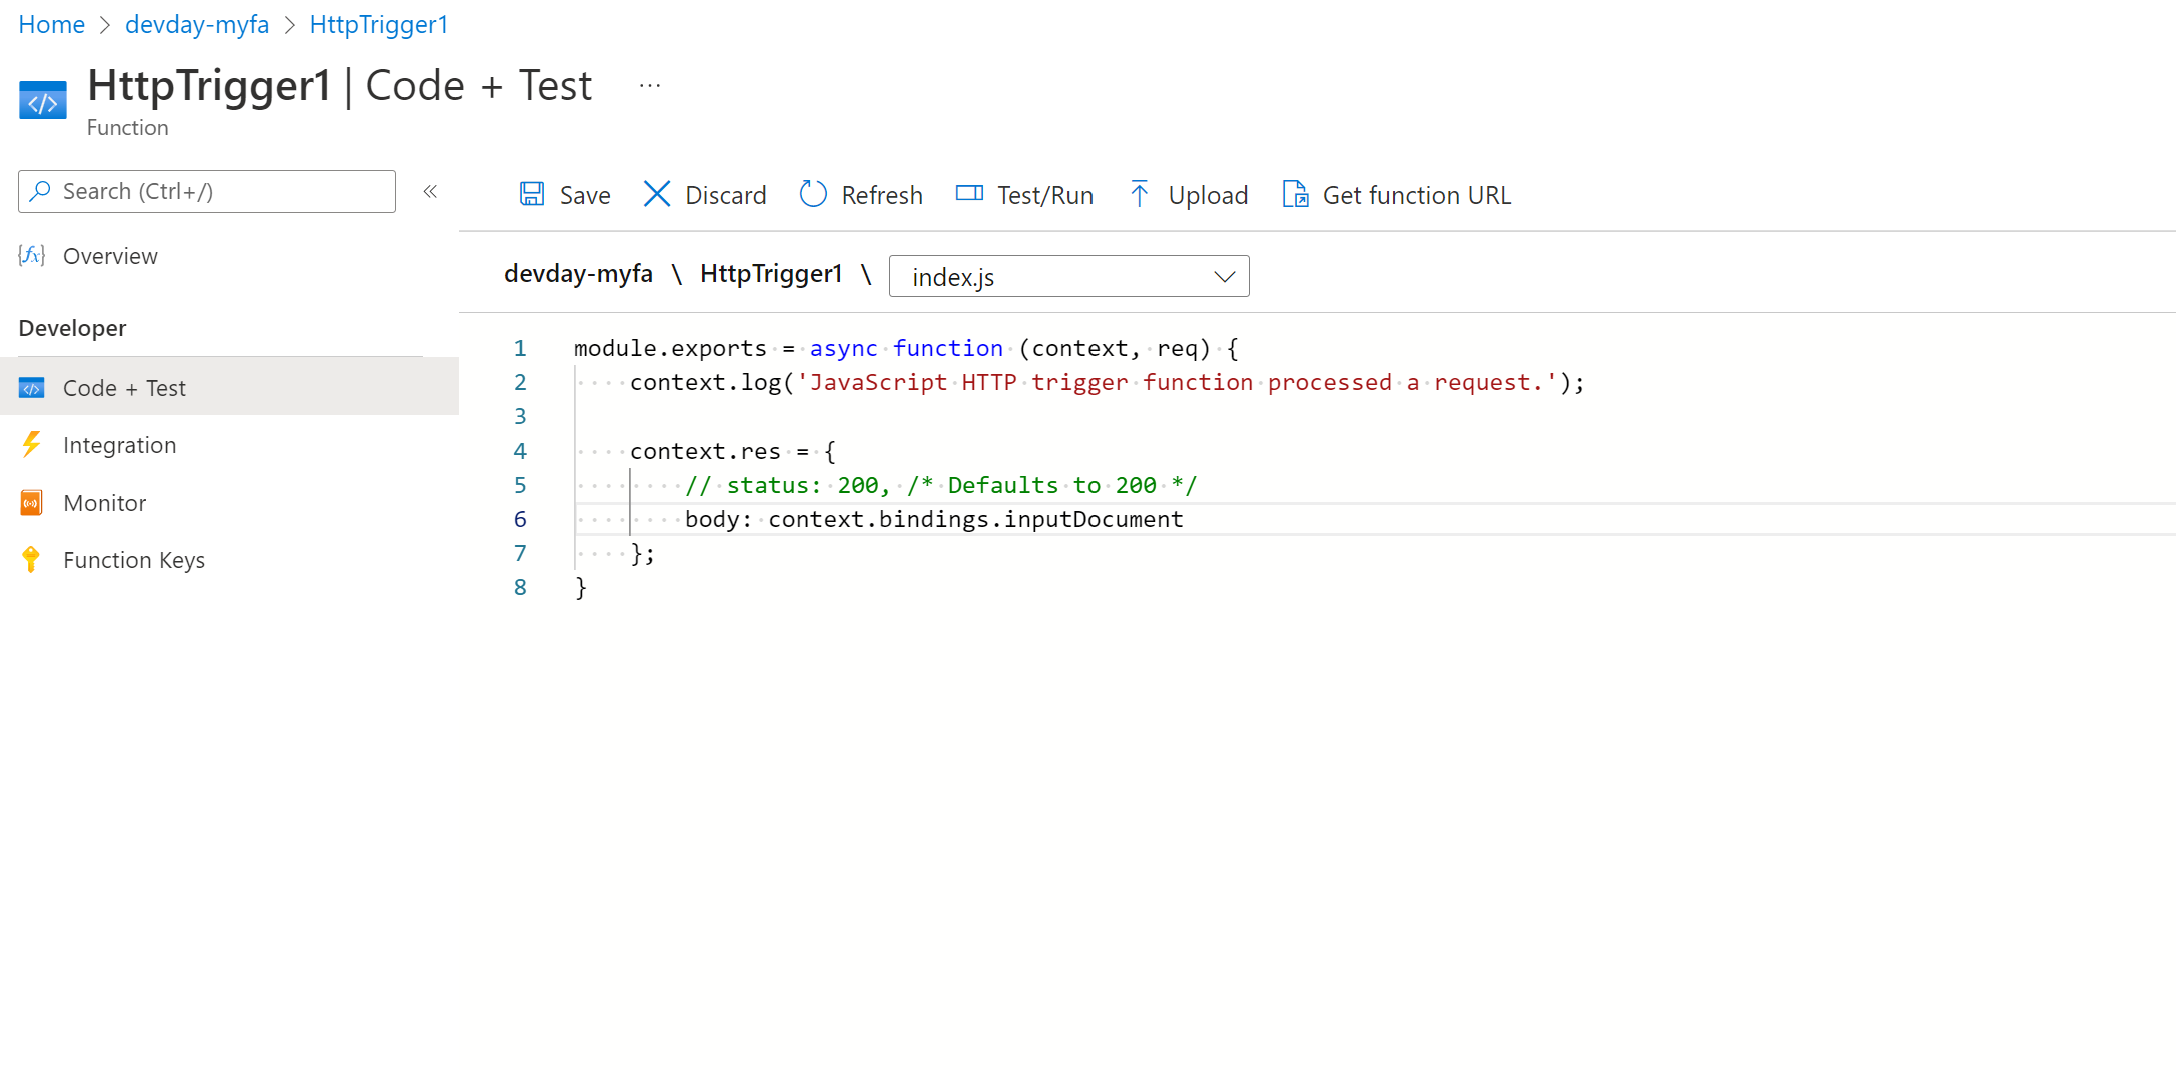 Home > devday-myfa > HttpTrigger1
HttpTrigger1 | Code + Test ...
Function
Search (Ctrl+/)
«
Overview
Developer
Code + Test
Integration
Monitor
Function Keys
Save Discard Refresh Test/Run Upload Get function URL
devday-myfa \ HttpTrigger1 \ index.js
1 module.exports = async function (context, req) {
2     context.log('JavaScript HTTP trigger function processed a request.');
3
4     context.res = {
5         // status: 200, /* Defaults to 200 */
6         body: context.bindings.inputDocument
7     };
8 }